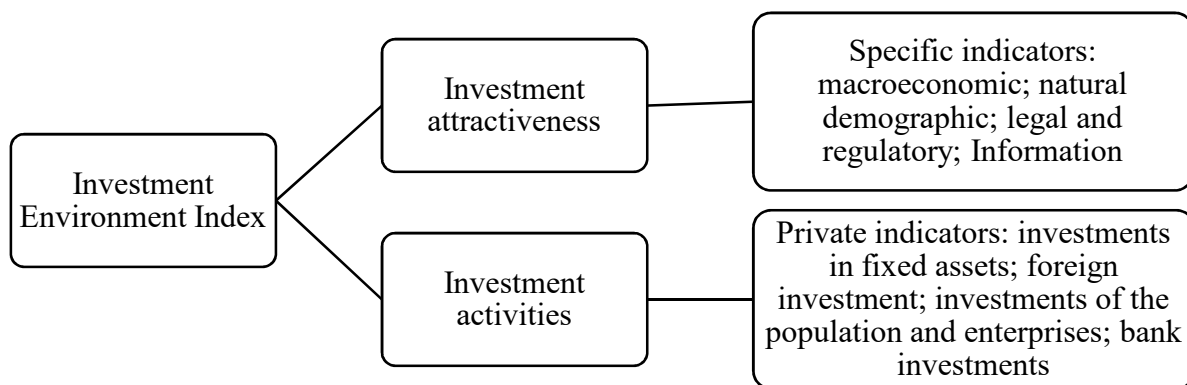 Investment
Environment Index
Investment
attractiveness
Specific indicators:
macroeconomic; natural
demographic; legal and
regulatory; Information
Investment
activities
Private indicators: investments
in fixed assets; foreign
investment; investments of the
population and enterprises; bank
investments